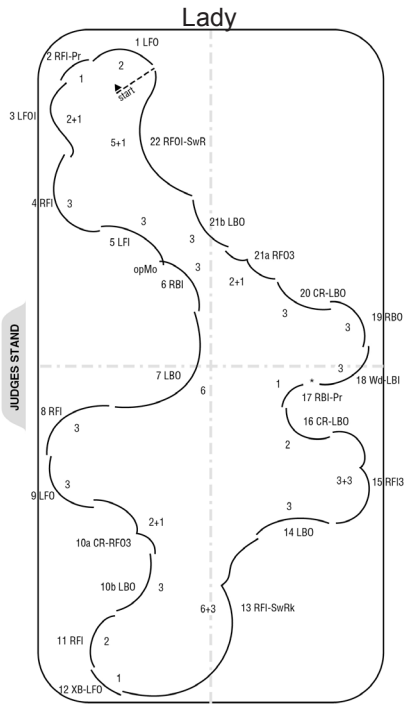 Lady
1 LFO
2 RFI-Pr
2
1
start
3 LFOI
2+1
5+1
22 RFOI-SwR
4 RFI
3
3
21b LBO
5 LFI
3
21a RFO3
opMo
3
6 RBI
2+1
20 CR-LBO
3
19 RBO
3
JUDGES STAND
7 LBO
3
18 Wd-LBI
6
1
*
17 RBI-Pr
8 RFI
16 CR-LBO
3
2
3
3+3
15 RFI3
9 LFO
3
2+1
14 LBO
10a CR-RFO3
10b LBO
3
6+3
13 RFI-SwRk
11 RFI
2
1
12 XB-LFO